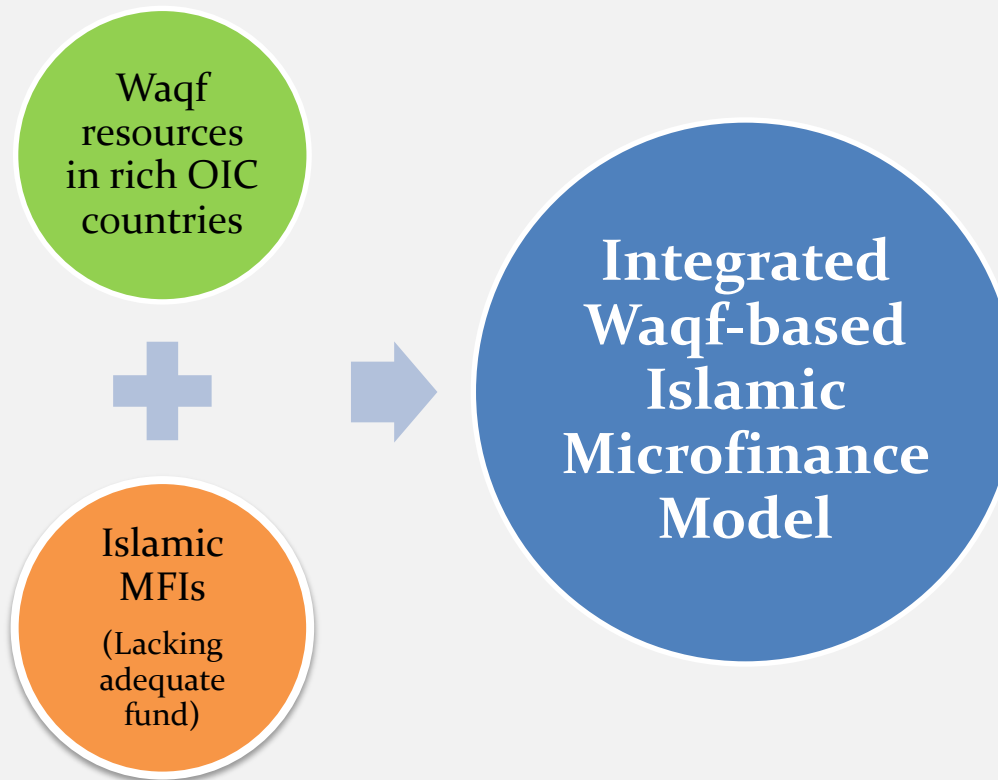 Waqf
resources
in rich OIC
countries
Islamic
MFIs
(Lacking
adequate
fund)
Integrated
Waqf-based
Islamic
Microfinance
Model